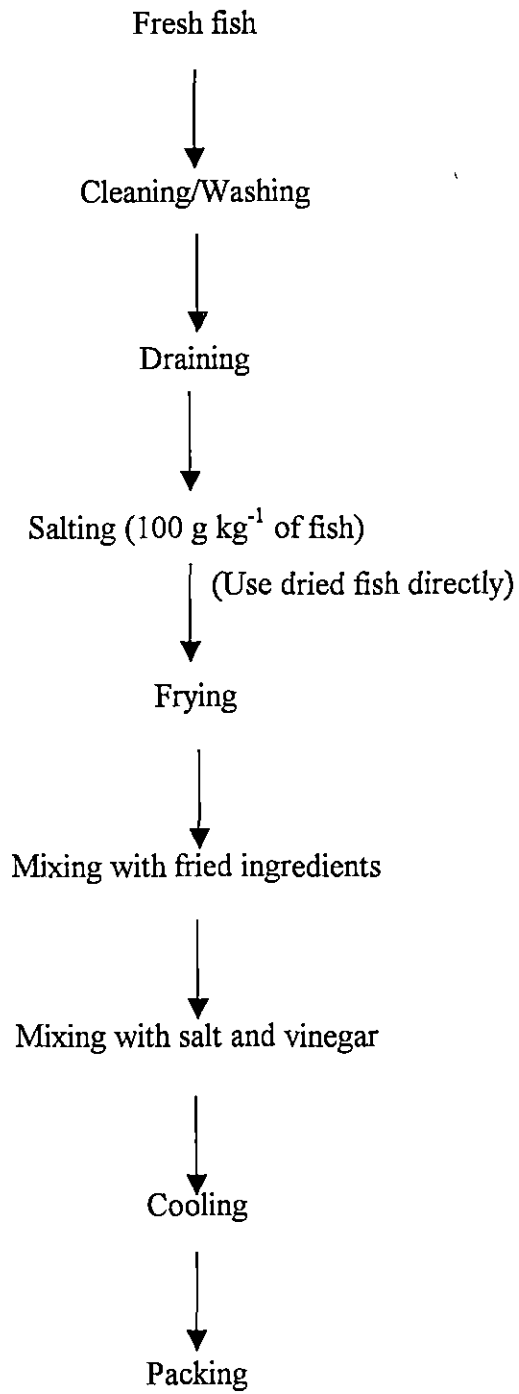 Fresh fish
Cleaning/Washing
Draining
Salting (100 g kg⁻¹ of fish)
(Use dried fish directly)
Frying
Mixing with fried ingredients
Mixing with salt and vinegar
Cooling
Packing